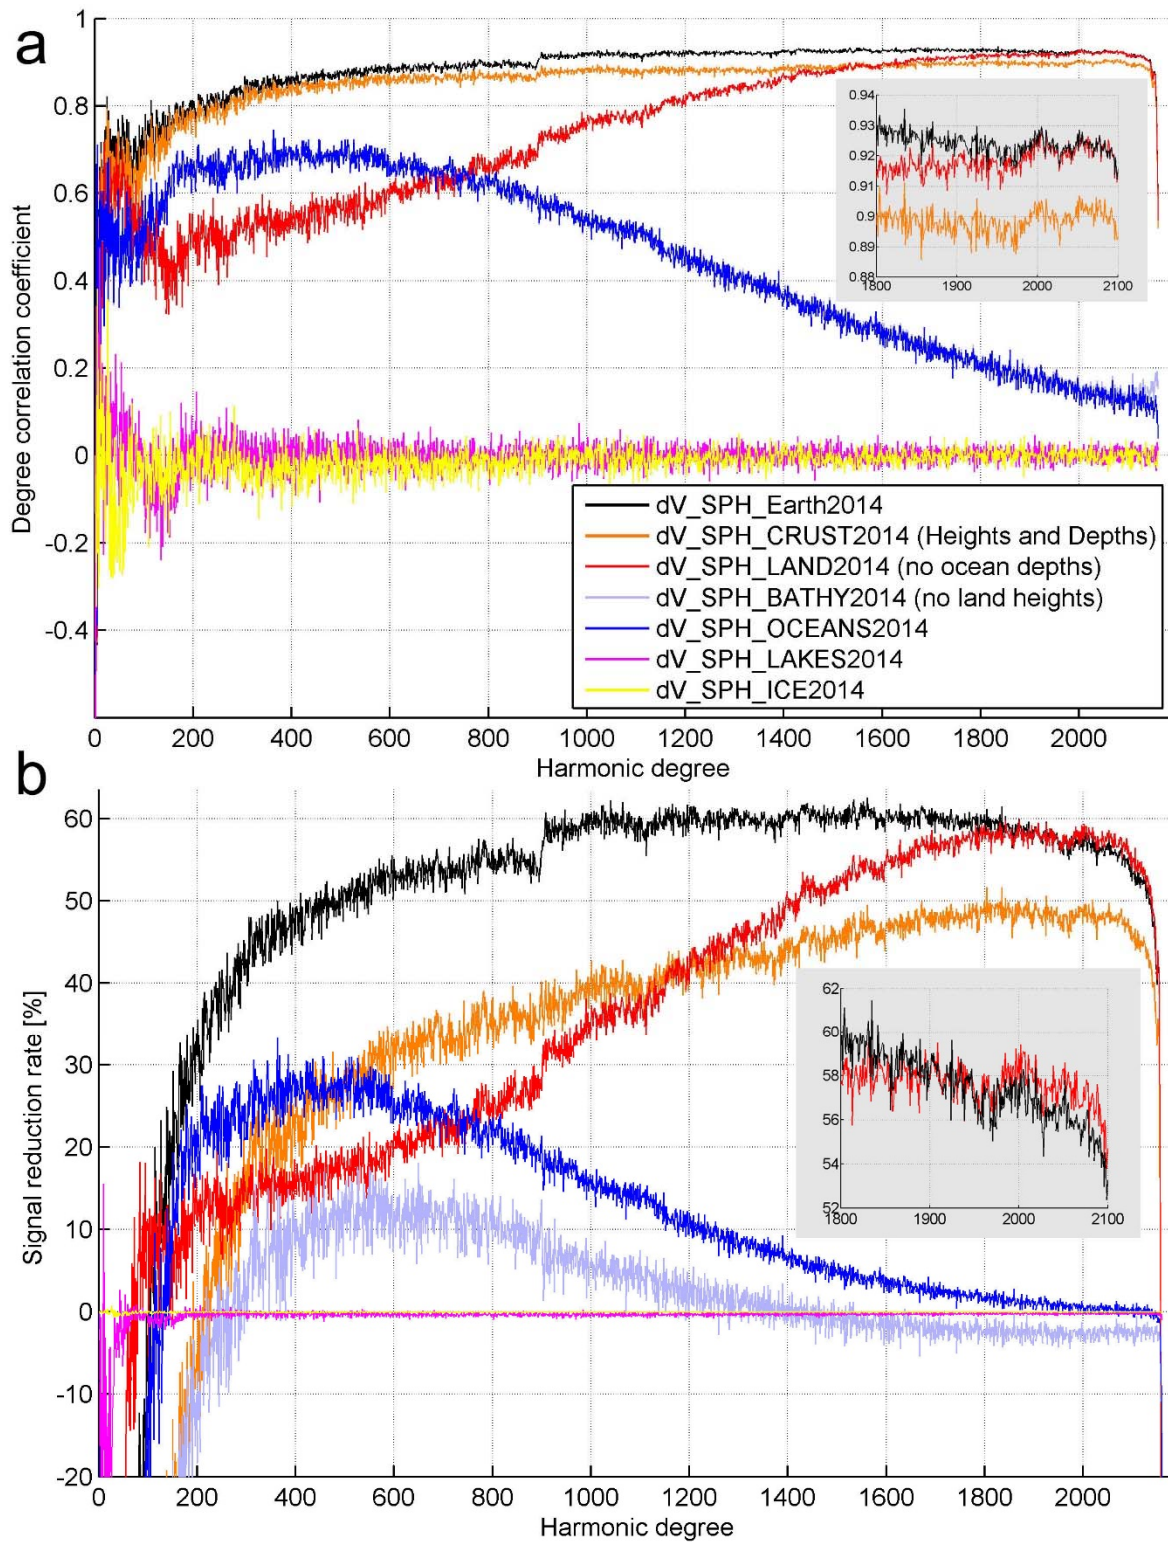 a
1
0.8
0.6
0.4
0.2
0
-0.2
-0.4
Degree correlation coefficient
0.94
0.93
0.92
0.91
0.9
0.89
0.88
1800 1900 2000 2100
dV_SPH_Earth2014
dV_SPH_CRUST2014 (Heights and Depths)
dV_SPH_LAND2014 (no ocean depths)
dV_SPH_BATHY2014 (no land heights)
dV_SPH_OCEANS2014
dV_SPH_LAKES2014
dV_SPH_ICE2014
0 200 400 600 800 1000 1200 1400 1600 1800 2000
Harmonic degree
b
60
50
40
30
20
10
0
-10
-20
Signal reduction rate [%]
62
60
58
56
54
52
1800 1900 2000 2100
0 200 400 600 800 1000 1200 1400 1600 1800 2000
Harmonic degree